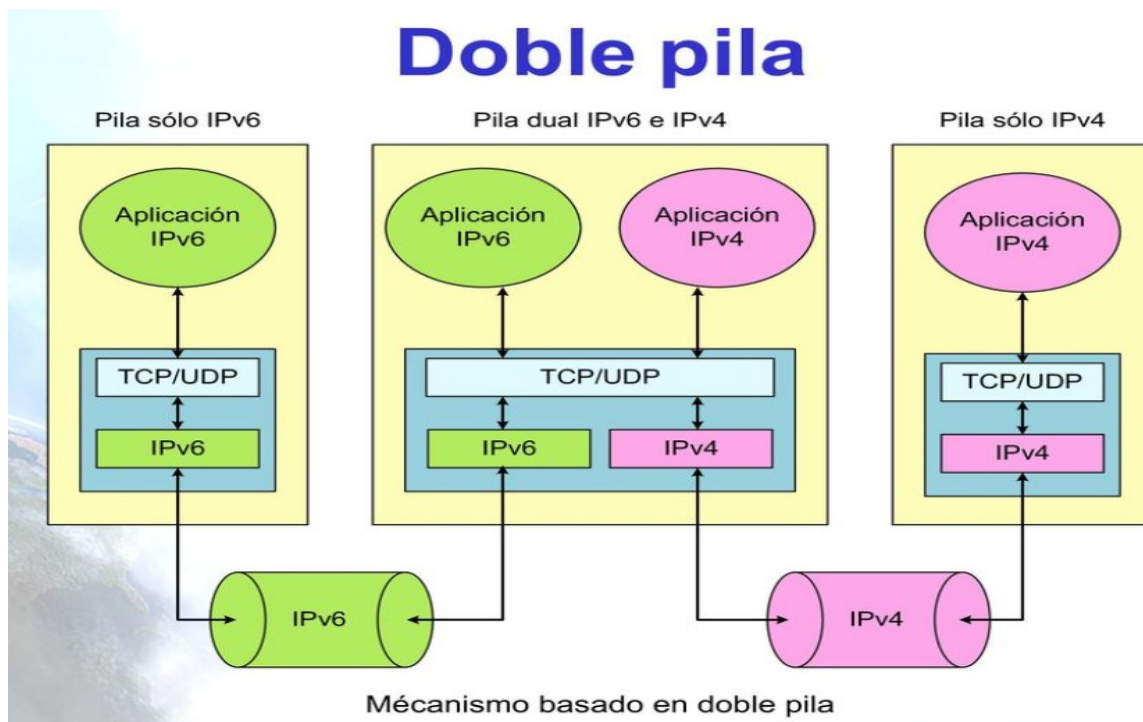 Doble pila
Pila sólo IPv6
Pila dual IPv6 e IPv4
Pila sólo IPv4
Aplicación
IPv6
Aplicación
IPv6
Aplicación
IPv4
Aplicación
IPv4
TCP/UDP
TCP/UDP
TCP/UDP
IPv6
IPv6
IPv4
IPv4
IPv6
IPv4
Mécanismo basado en doble pila